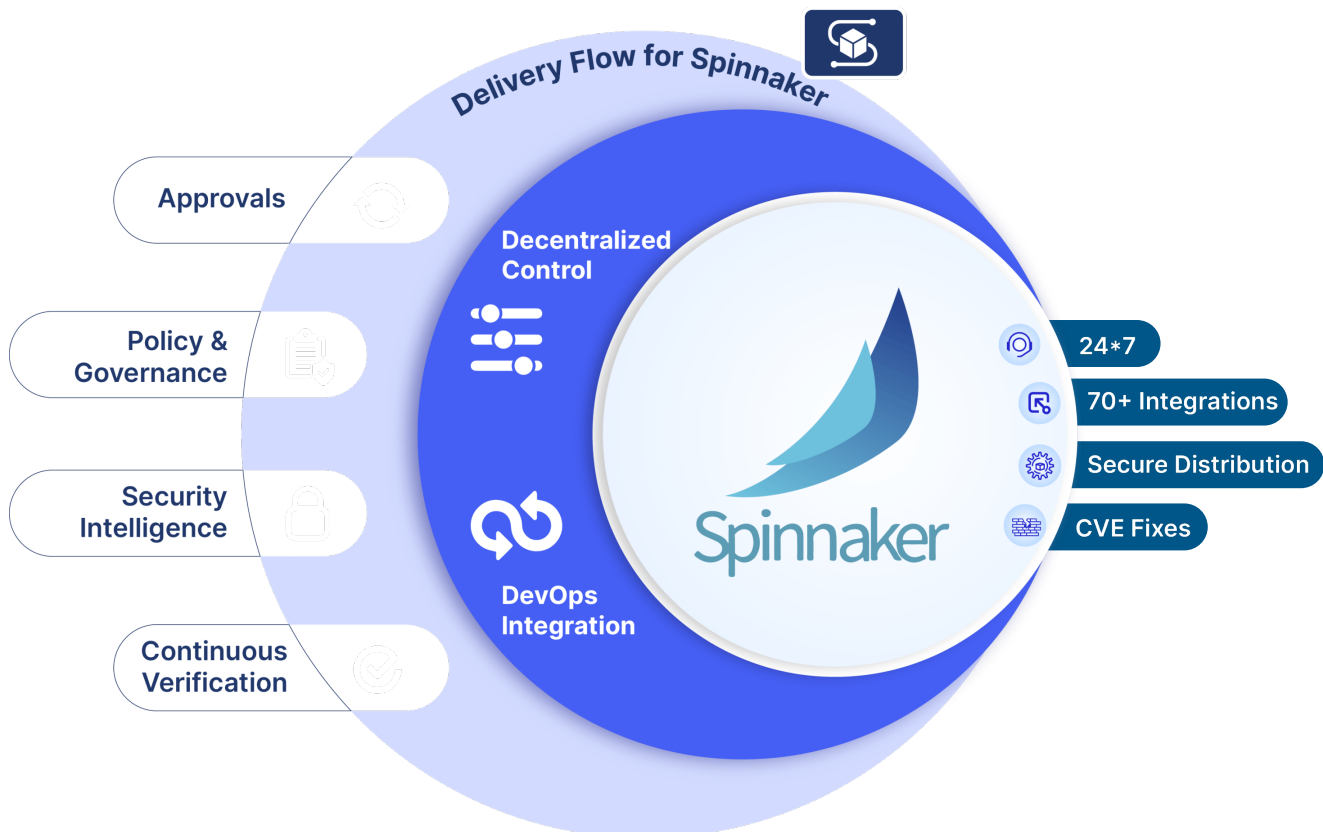 Delivery Flow for Spinnaker
Approvals
Policy &
Governance
Security
Intelligence
Continuous
Verification
Decentralized
Control
DevOps
Integration
Spinnaker
24*7
70+ Integrations
Secure Distribution
CVE Fixes